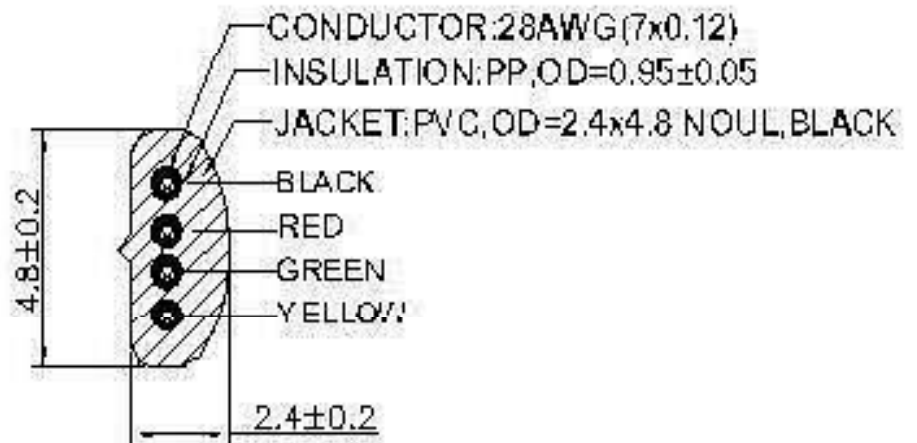 CONDUCTOR:28AWG(7x0.12)
INSULATION:PP,OD=0.95±0.05
JACKET:PVC,OD=2.4x4.8 NOUL,BLACK
BLACK
RED
GREEN
YELLOW
4.8±0.2
2.4±0.2